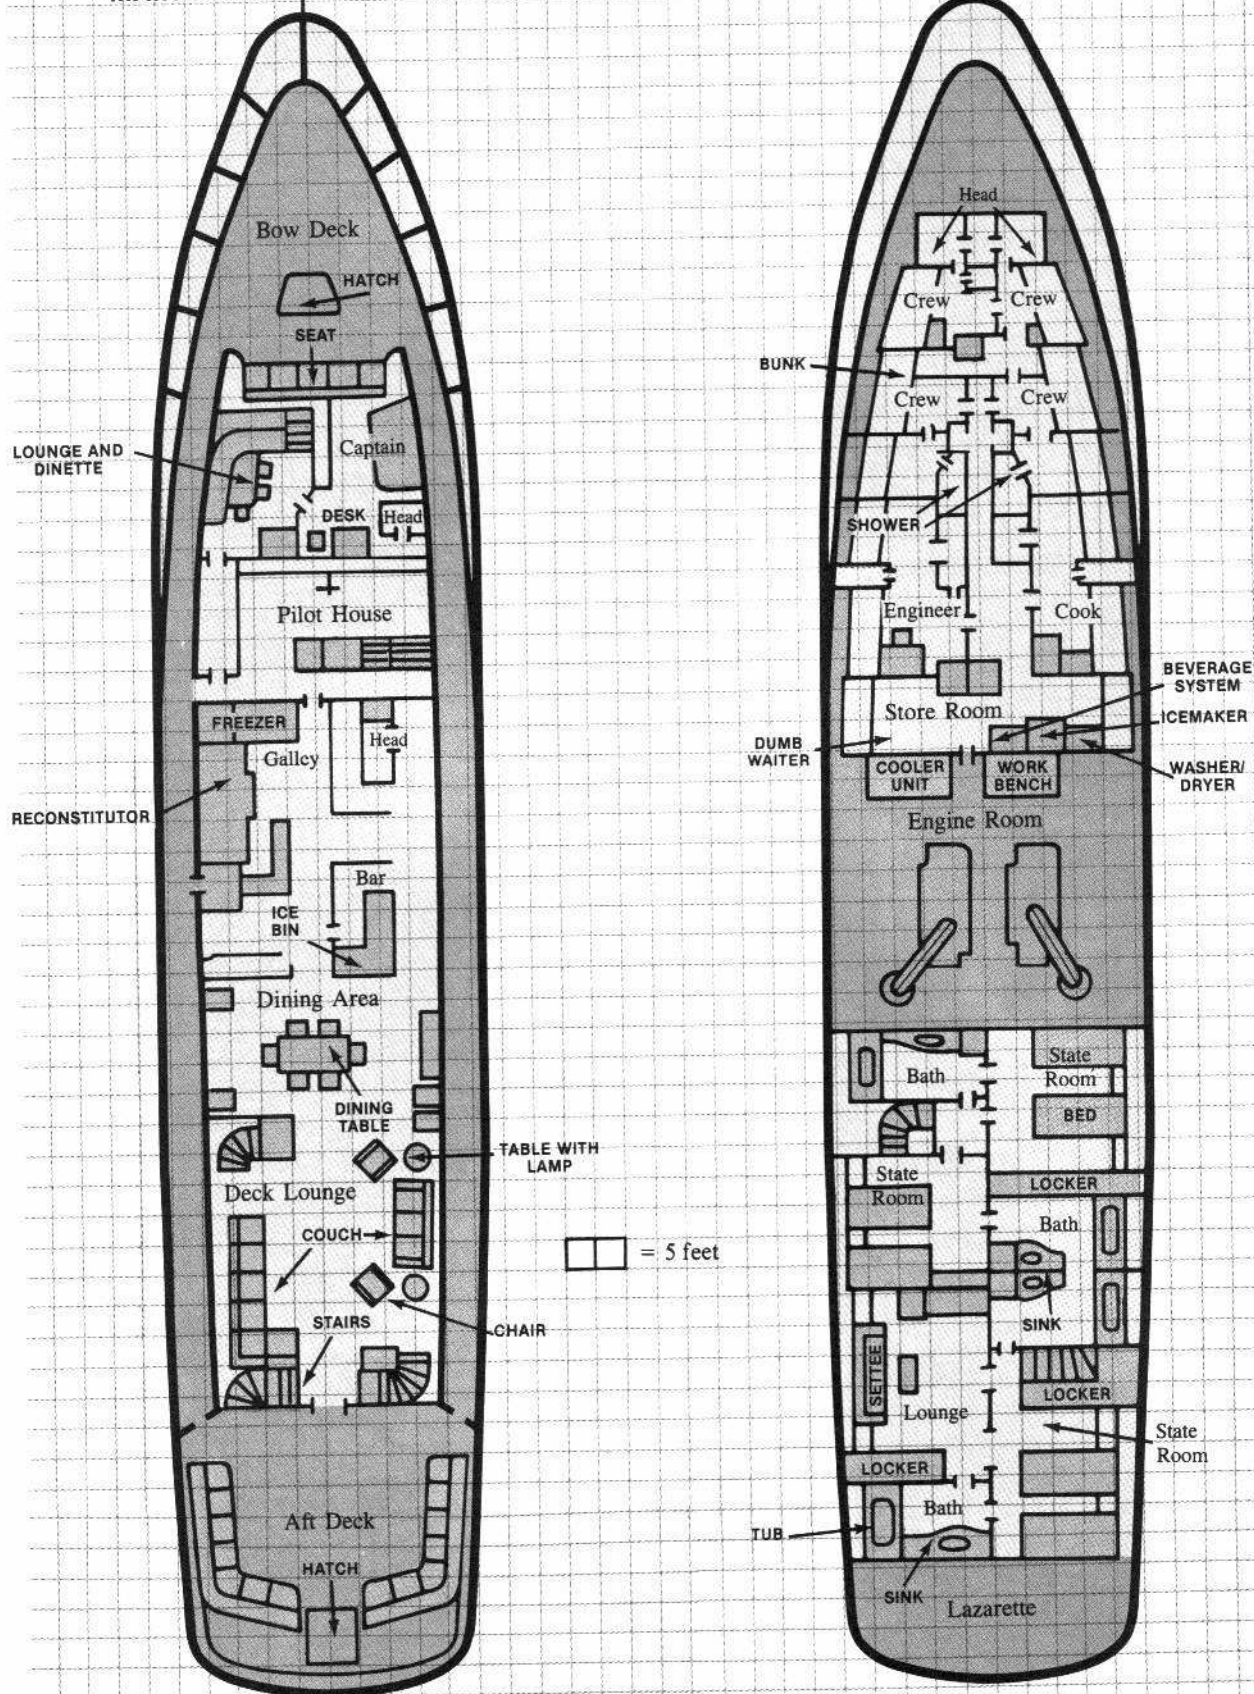 Bow Deck
HATCH
SEAT
LOUNGE AND
DINETTE
Captain
DESK
Head
Pilot House
FREEZER
Galley
Head
RECONSTITUTOR
Bar
ICE
BIN
Dining Area
DINING
TABLE
TABLE WITH
LAMP
Deck Lounge
COUCH
STAIRS
CHAIR
Aft Deck
HATCH
= 5 feet
Head
Crew
Crew
BUNK
Crew
Crew
SHOWER
Engineer
Cook
BEVERAGE
SYSTEM
Store Room
ICEMAKER
DUMB
WAITER
COOLER
UNIT
WORK
BENCH
WASHER/
DRYER
Engine Room
Bath
State
Room
BED
State
Room
LOCKER
Bath
SINK
SETTEE
LOCKER
Lounge
State
Room
LOCKER
Bath
TUB
SINK
Lazarette